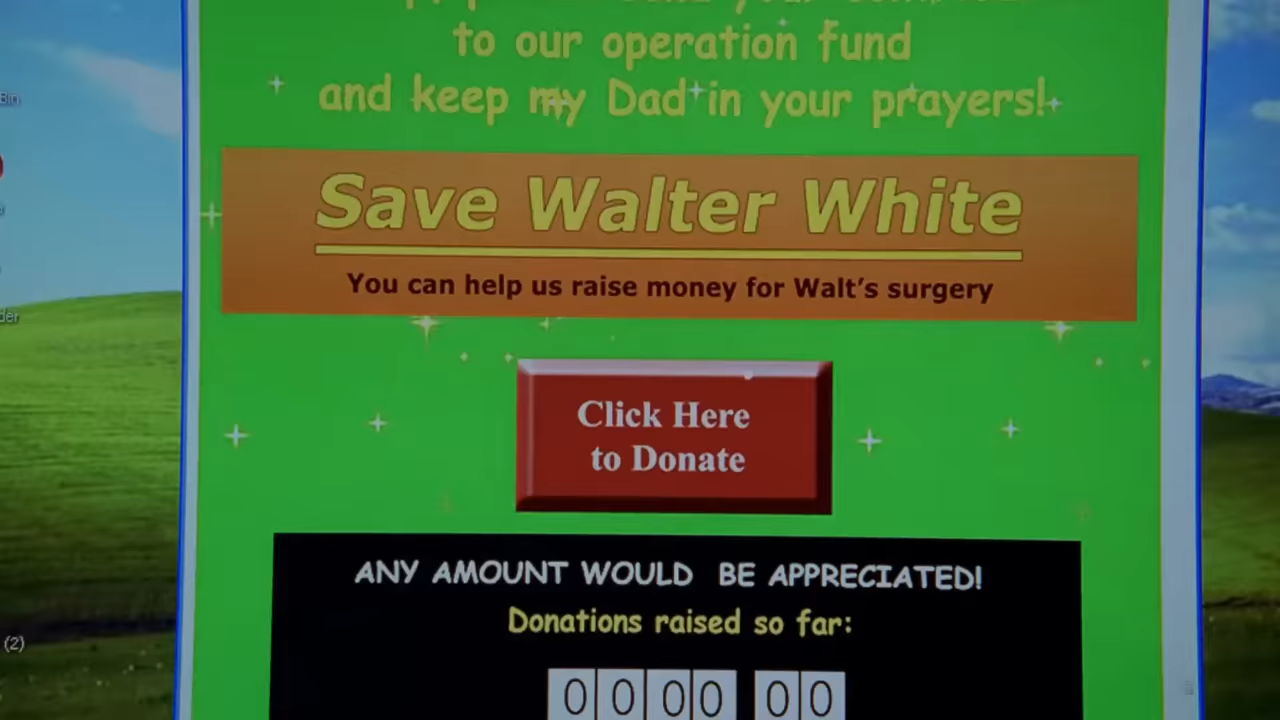 to our operation fund
and keep my Dad in your prayers!
Save Walter White
You can help us raise money for Walt's surgery
Click Here
to Donate
ANY AMOUNT WOULD BE APPRECIATED!
Donations raised so far:
0000 00
Bin
(2)